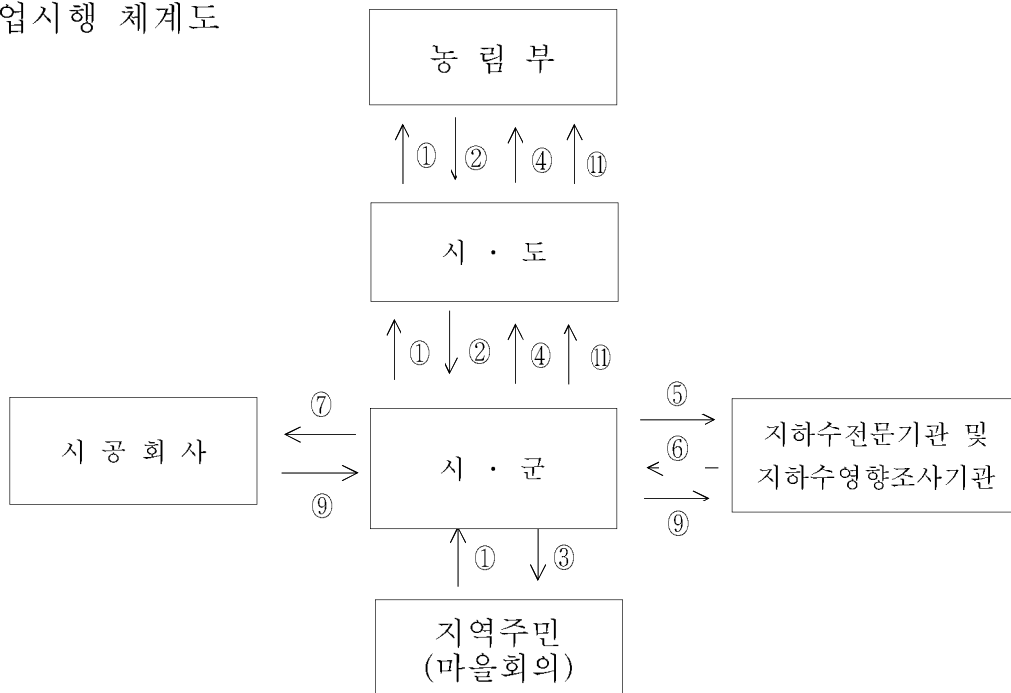 업시행 체계도
농 림 부
① ② ④ ⑪
시 · 도
① ② ④ ⑪
시 공 회 사
⑦
⑨
시 · 군
⑤
⑥
⑨
지하수전문기관 및
지하수영향조사기관
① ③
지역주민
(마을회의)